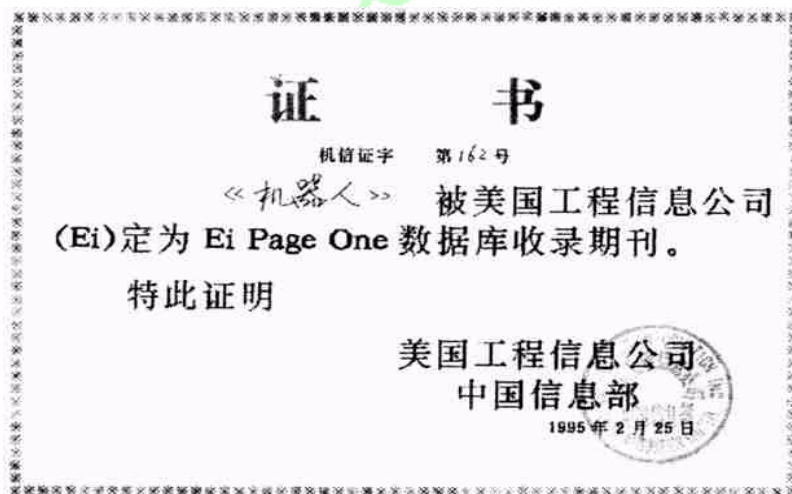 证 书
机信证字 第162号
《机器人》 被美国工程信息公司
(Ei)定为 Ei Page One 数据库收录期刊。
特此证明
美国工程信息公司
中国信息部
1995年2月25日